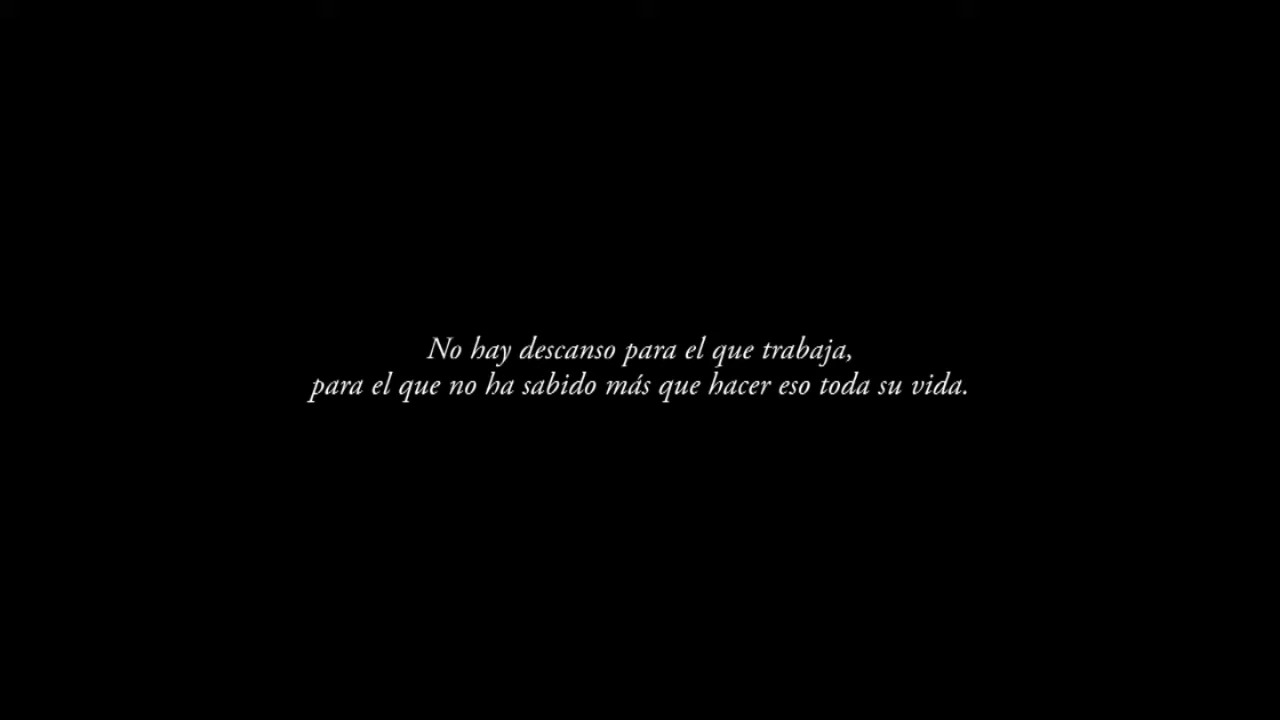 No hay descanso para el que trabaja,
para el que no ha sabido más que hacer eso toda su vida.